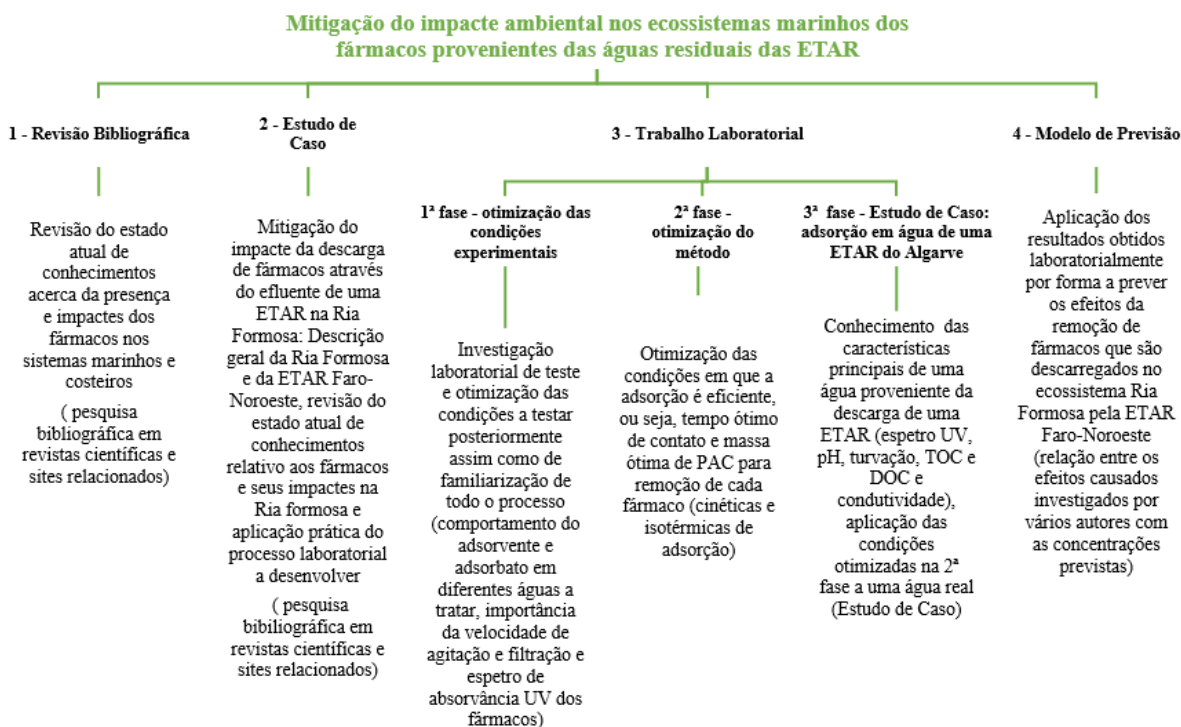 Mitigação do impacte ambiental nos ecossistemas marinhos dos
fármacos provenientes das águas residuais das ETAR
1 - Revisão Bibliográfica
Revisão do estado
atual de
conhecimentos
acerca da presença
e impactes dos
fármacos nos
sistemas marinhos e
costeiros
( pesquisa
bibliográfica em
revistas científicas e
sites relacionados)
2 - Estudo de
Caso
Mitigação do
impacte da descarga
de fármacos através
do efluente de uma
ETAR na Ria
Formosa: Descrição
geral da Ria Formosa
e da ETAR Faro-
Noroeste, revisão do
estado atual de
conhecimentos
relativo aos fármacos
e seus impactes na
Ria formosa e
aplicação prática do
processo laboratorial
a desenvolver
( pesquisa
bibiliográfica em
revistas científicas e
sites relacionados)
3 - Trabalho Laboratorial
1ª fase - otimização das
condições
experimentais
Investigação
laboratorial de teste
e otimização das
condições a testar
posteriormente
assim como de
familiarização de
todo o processo
(comportamento do
adsorvente e
adsorbato em
diferentes águas a
tratar, importância
da velocidade de
agitação e filtração e
espetro de
absorvância UV dos
fármacos)
2ª fase -
otimização do
método
Otimização das
condições em que a
adsorção é eficiente,
ou seja, tempo ótimo
de contato e massa
ótima de PAC para
remoção de cada
fármaco (cinéticas e
isotérmicas de
adsorção)
3ª fase - Estudo de Caso:
adsorção em água de uma
ETAR do Algarve
Conhecimento das
características
principais de uma
água proveniente da
descarga de uma
ETAR (espetro UV,
pH, turvação, TOC e
DOC e
condutividade),
aplicação das
condições
otimizadas na 2ª
fase a uma água real
(Estudo de Caso)
4 - Modelo de Previsão
Aplicação dos
resultados obtidos
laboratorialmente
por forma a prever
os efeitos da
remoção de
fármacos que são
descarregados no
ecossistema Ria
Formosa pela ETAR
Faro-Noroeste
(relação entre os
efeitos causados
investigados por
vários autores com
as concentrações
previstas)